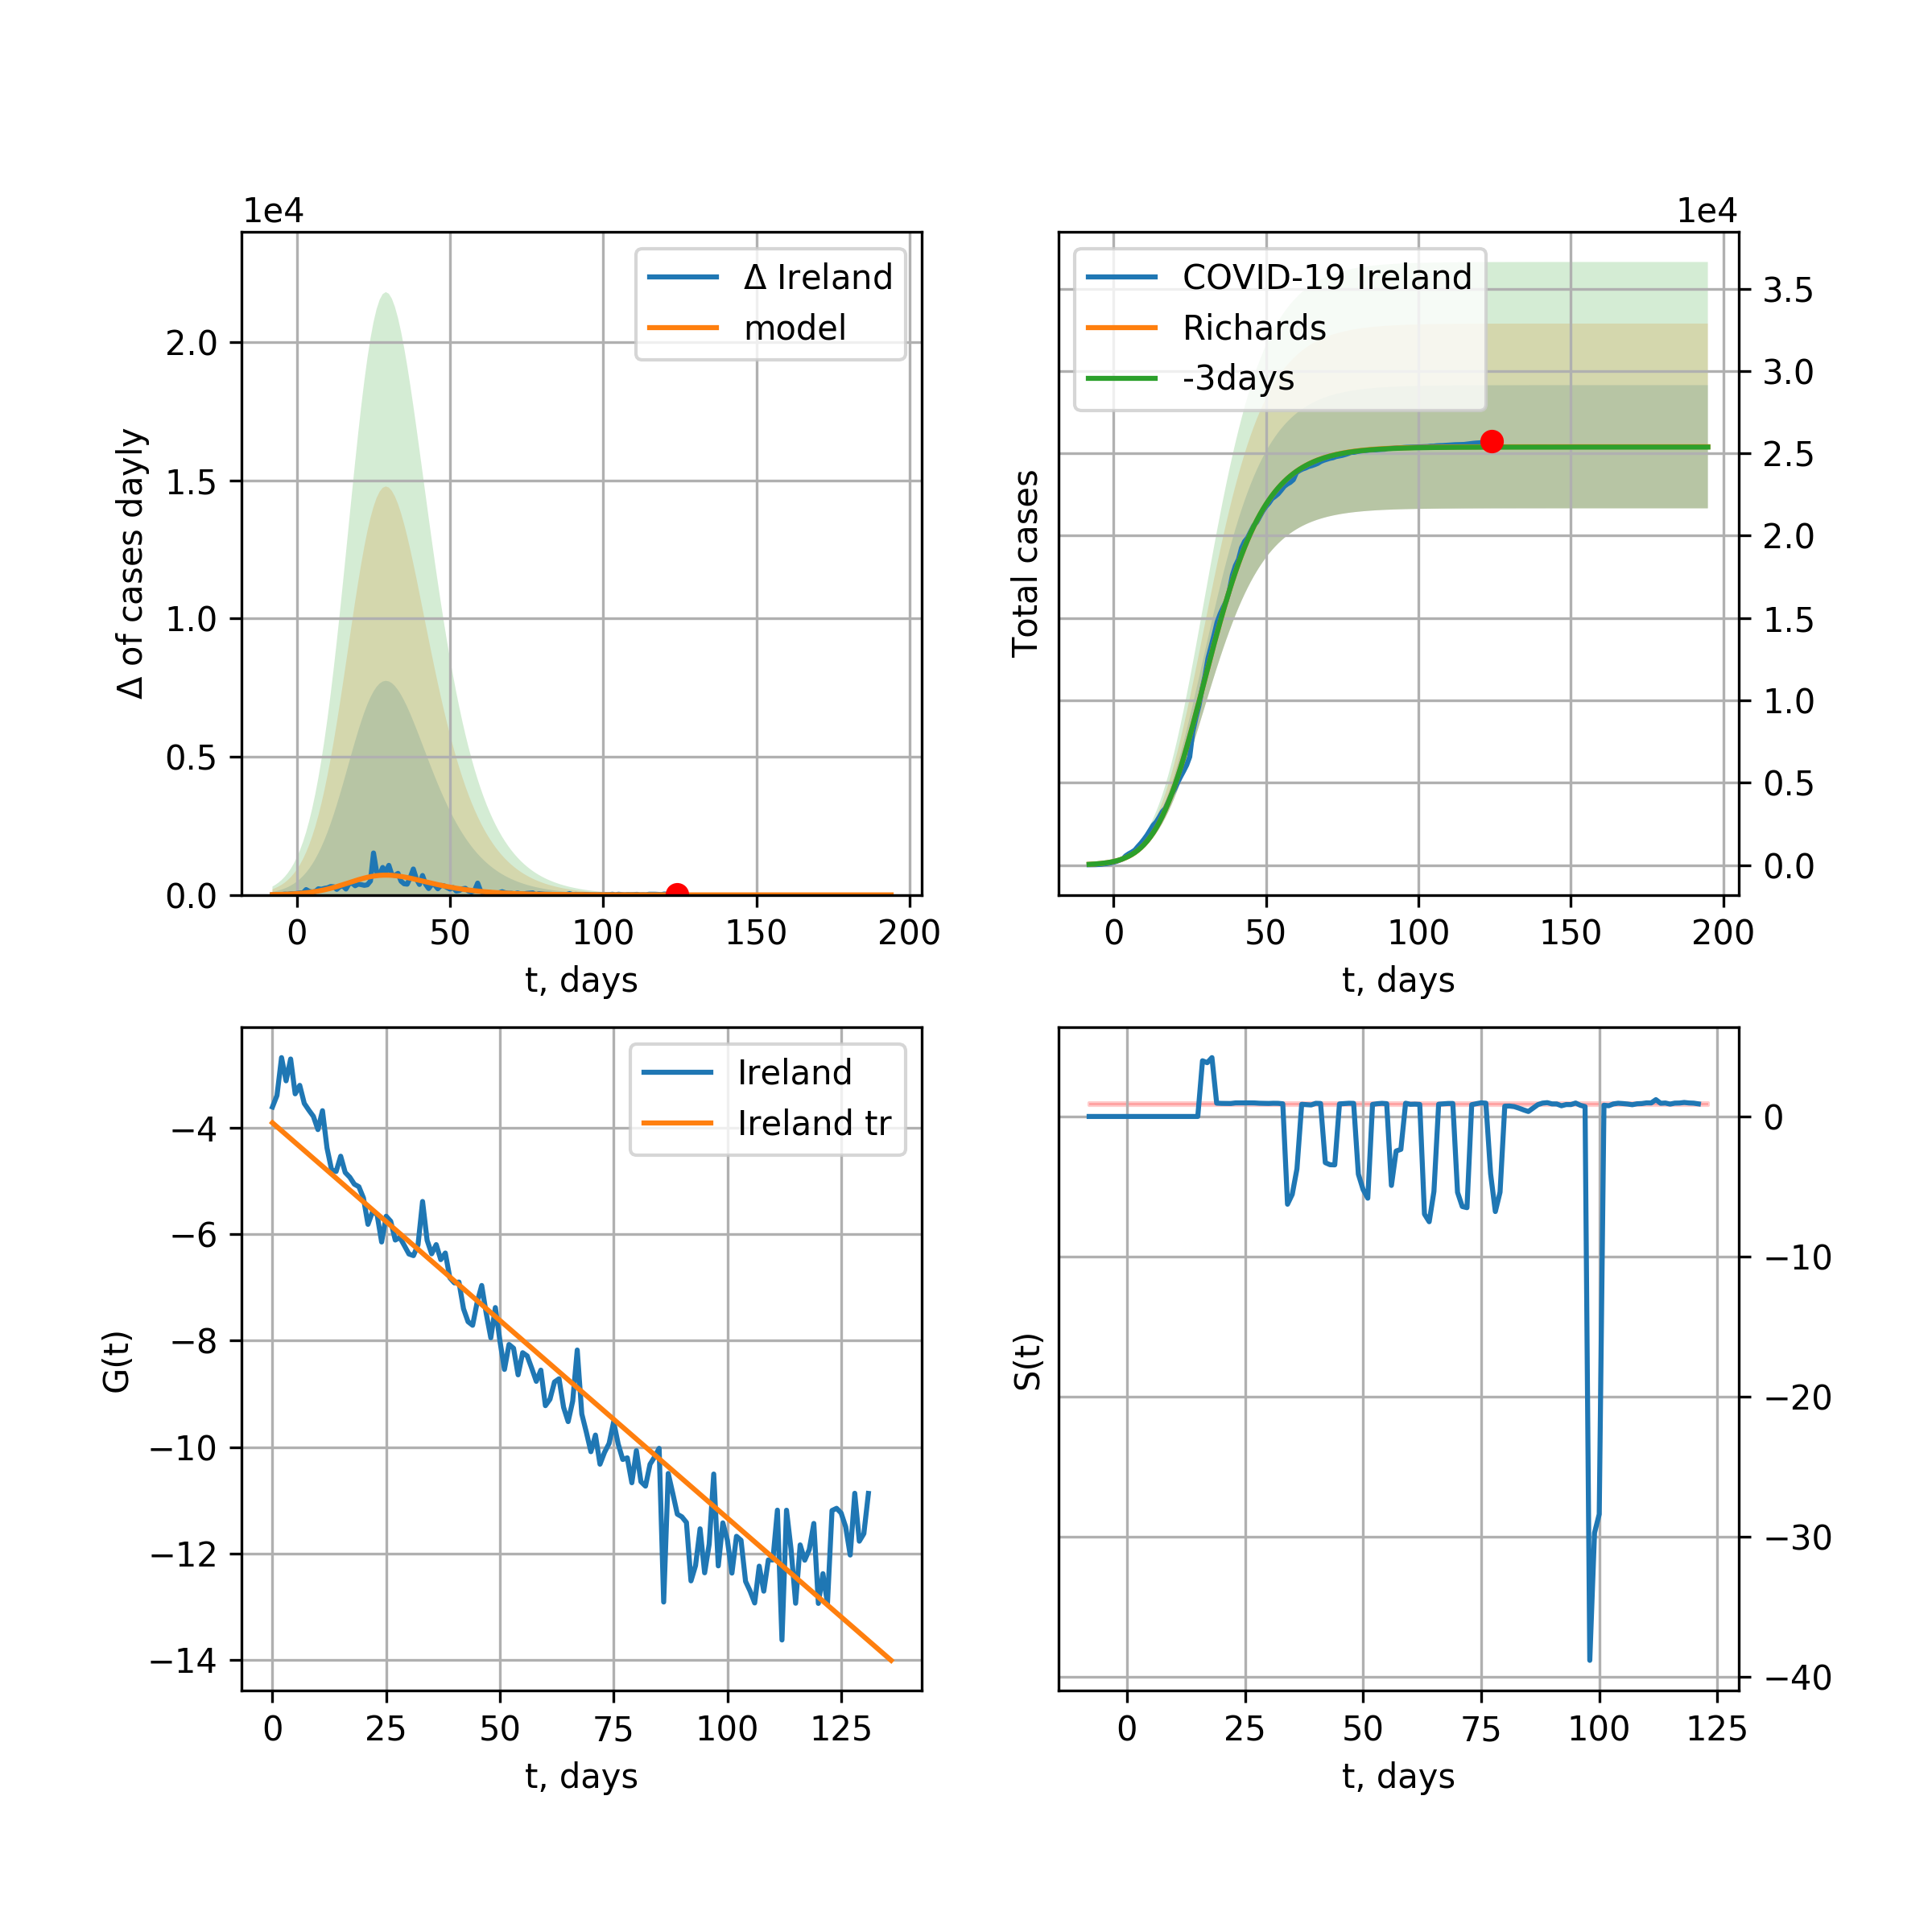 1e4
Δ Ireland
model
2.0
1.5
1.0
0.5
0.0
Δ of cases dayly
0 50 100 150 200
t, days
1e4
COVID-19 Ireland
Richards
-3days
3.5
3.0
2.5
2.0
1.5
1.0
0.5
0.0
Total cases
0 50 100 150 200
t, days
Ireland
Ireland tr
−4
−6
−8
−10
−12
−14
G(t)
0 25 50 75 100 125
t, days
0
−10
−20
−30
−40
S(t)
0 25 50 75 100 125
t, days